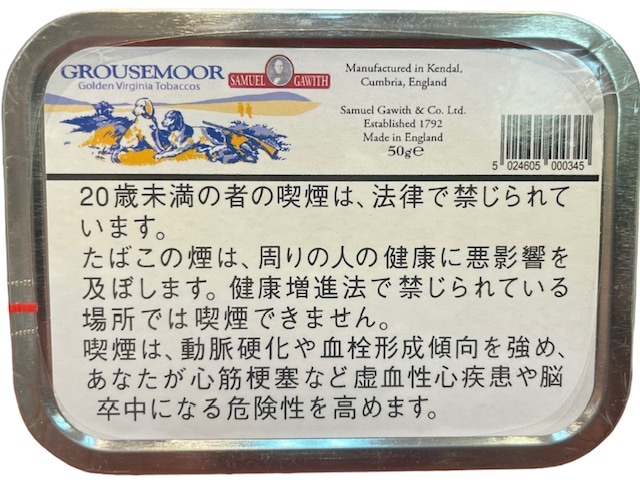 GROUSEMOOR
Golden Virginia Tobaccos
SAMUEL GAWITH
Manufactured in Kendal,
Cumbria, England
Samuel Gawith & Co. Ltd.
Established 1792
Made in England
50g℮
5 024605 000345
20歳未満の者の喫煙は、法律で禁じられて
います。
たばこの煙は、周りの人の健康に悪影響を
及ぼします。健康増進法で禁じられている
場所では喫煙できません。
喫煙は、動脈硬化や血栓形成傾向を強め、
あなたが心筋梗塞など虚血性心疾患や脳
卒中になる危険性を高めます。